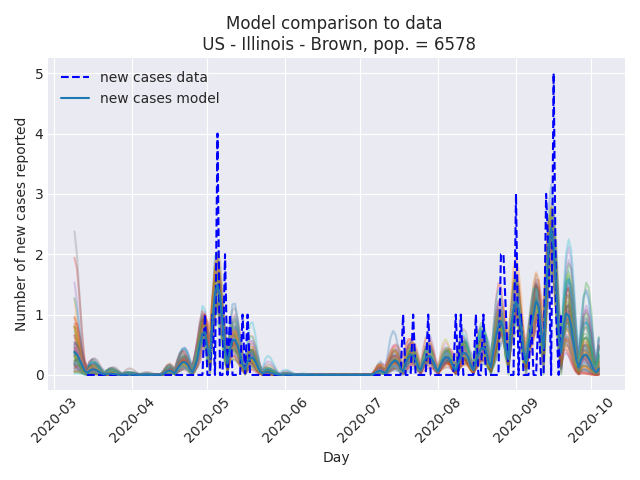 Model comparison to data
US - Illinois - Brown, pop. = 6578
new cases data
new cases model
Number of new cases reported
5
4
3
2
1
0
2020-03
2020-04
2020-05
2020-06
2020-07
2020-08
2020-09
2020-10
Day